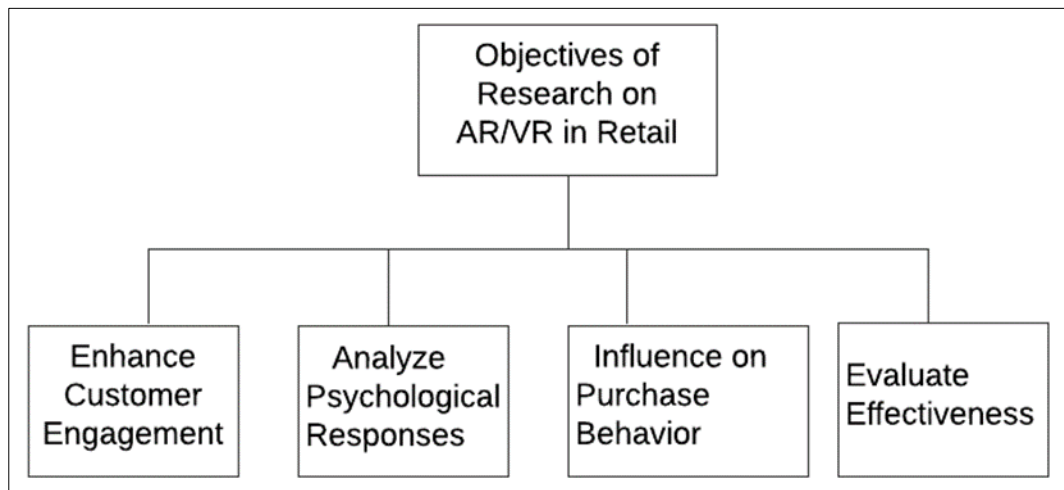 Objectives of
Research on
AR/VR in Retail
Enhance
Customer
Engagement
Analyze
Psychological
Responses
Influence on
Purchase
Behavior
Evaluate
Effectiveness